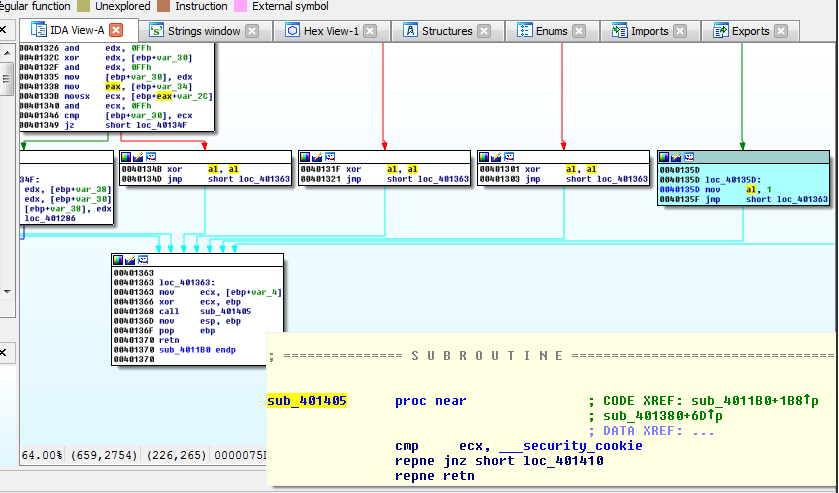 egular function Unexplored Instruction External symbol
IDA View-A Strings window Hex View-1 Structures Enums Imports Exports
00401326 and edx, 0FFh
0040132C xor edx, [ebp+var_30]
0040132F and edx, 0FFh
00401335 mov [ebp+var_30], edx
00401338 mov eax, [ebp+var_34]
0040133B movsx ecx, [ebp+eax+var_2C]
00401340 and ecx, 0FFh
00401346 cmp [ebp+var_30], ecx
00401349 jz short loc_40134F
34F:
edx, [ebp+var_38]
edx, [ebp+var_30]
[ebp+var_38], edx
loc_401286
0040134B xor al, al
0040134D jmp short loc_401363
0040131F xor al, al
00401321 jmp short loc_401363
00401301 xor al, al
00401303 jmp short loc_401363
0040135D
0040135D loc_40135D:
0040135D mov al, 1
0040135F jmp short loc_401363
00401363
00401363 loc_401363:
00401363 mov ecx, [ebp+var_4]
00401366 xor ecx, ebp
00401368 call sub_401405
0040136D mov esp, ebp
0040136F pop ebp
00401370 retn
00401370 sub_4011B0 endp
00401370
; =============== S U B R O U T I N E =================================
sub_401405 proc near ; CODE XREF: sub_4011B0+1B8↑p
; sub_401380+6D↑p
; DATA XREF: ...
cmp ecx, ___security_cookie
repne jnz short loc_401410
repne retn
64.00% (659,2754) (226,265) 0000075D